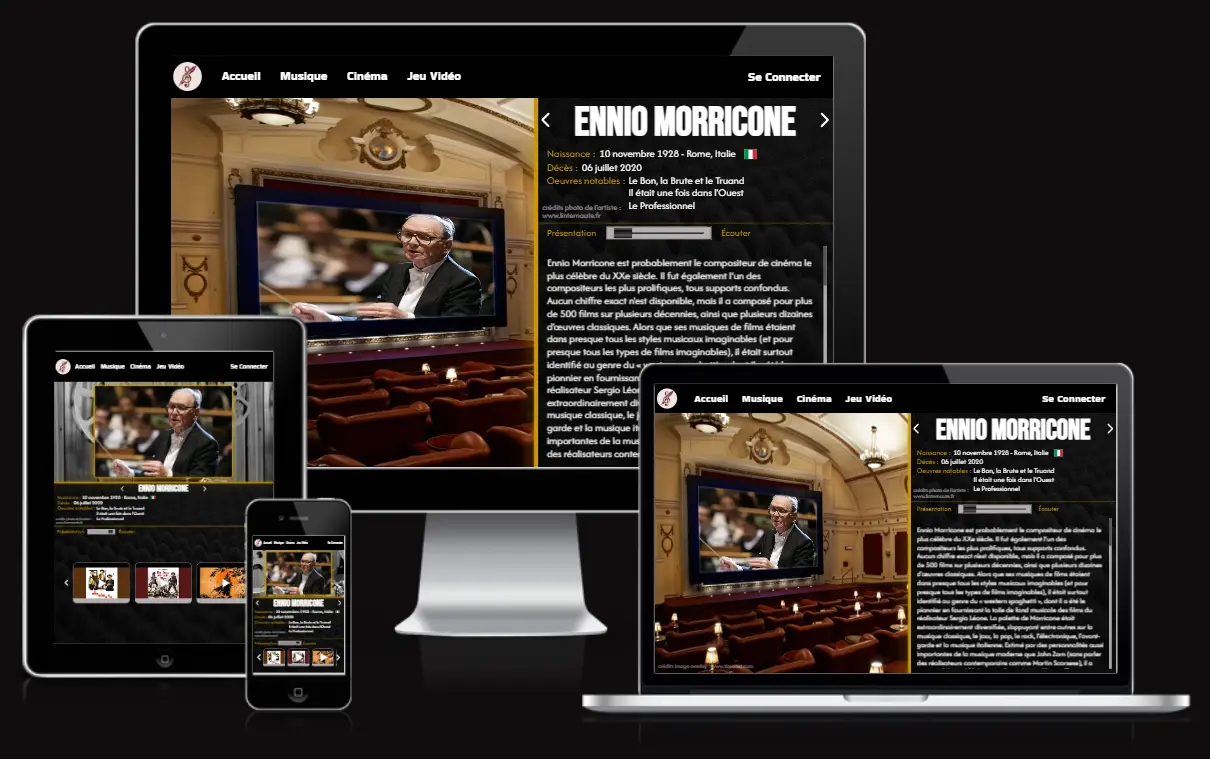 Accueil Musique Cinéma Jeu Vidéo Se Connecter
ENNIO MORRICONE
Naissance : 10 novembre 1928 - Rome, Italie
Décès : 06 juillet 2020
Oeuvres notables : Le Bon, la Brute et le Truand
Il était une fois dans l'Ouest
Le Professionnel
crédits photo de l'artiste :
www.linternaute.fr
Présentation Écouter
Ennio Morricone est probablement le compositeur de cinéma le
plus célèbre du XXe siècle. Il fut également l'un des
compositeurs les plus prolifiques, tous supports confondus.
Aucun chiffre exact n'est disponible, mais il a composé pour plus
de 500 films sur plusieurs décennies, ainsi que plusieurs dizaines
d'œuvres classiques. Alors que ses musiques de films étaient
dans presque tous les styles musicaux imaginables (et pour
presque tous les types de films imaginables), il était surtout
identifié au genre du «
pionnier en fournissan
réalisateur Sergio Léon
extraordinairement di
musique classique, le j
garde et la musique it
importantes de la mus
des réalisateurs conte
Accueil Musique Cinéma Jeu Vidéo Se Connecter
ENNIO MORRICONE
Naissance : 10 novembre 1928 - Rome, Italie
Décès : 06 juillet 2020
Oeuvres notables : Le Bon, la Brute et le Truand
Il était une fois dans l'Ouest
Le Professionnel
Présentation Écouter
Accueil Musique Cinéma Jeu Vidéo Se Connecter
ENNIO MORRICONE
Accueil Musique Cinéma Jeu Vidéo Se Connecter
ENNIO MORRICONE
Naissance : 10 novembre 1928 - Rome, Italie
Décès : 06 juillet 2020
Oeuvres notables : Le Bon, la Brute et le Truand
Il était une fois dans l'Ouest
Le Professionnel
crédits photo de l'artiste :
www.linternaute.fr
Présentation Écouter
Ennio Morricone est probablement le compositeur de cinéma le
plus célèbre du XXe siècle. Il fut également l'un des
compositeurs les plus prolifiques, tous supports confondus.
Aucun chiffre exact n'est disponible, mais il a composé pour plus
de 500 films sur plusieurs décennies, ainsi que plusieurs dizaines
d'œuvres classiques. Alors que ses musiques de films étaient
dans presque tous les styles musicaux imaginables (et pour
presque tous les types de films imaginables), il était surtout
identifié au genre du « western spaghetti », dont il a été le
pionnier en fournissant la toile de fond musicale des films du
réalisateur Sergio Léone. La palette de Morricone était
extraordinairement diversifiée, s'appuyant entre autres sur la
musique classique, le jazz, la pop, le rock, l'électronique, l'avant-
garde et la musique italienne. Estimé par des personnalités aussi
importantes de la musique moderne que John Zorn (sans parler
des réalisateurs contemporains comme Martin Scorsese), il a